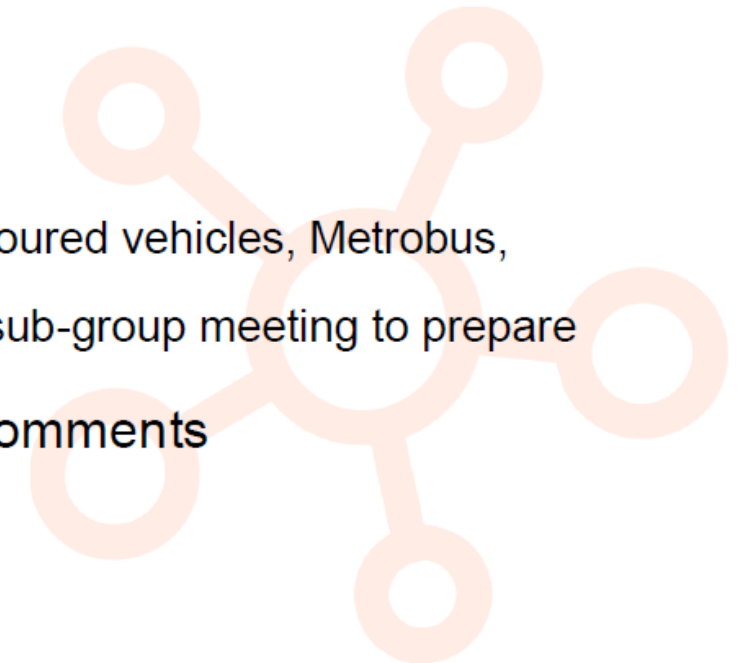 oured vehicles, Metrobus,
sub-group meeting to prepare
omments